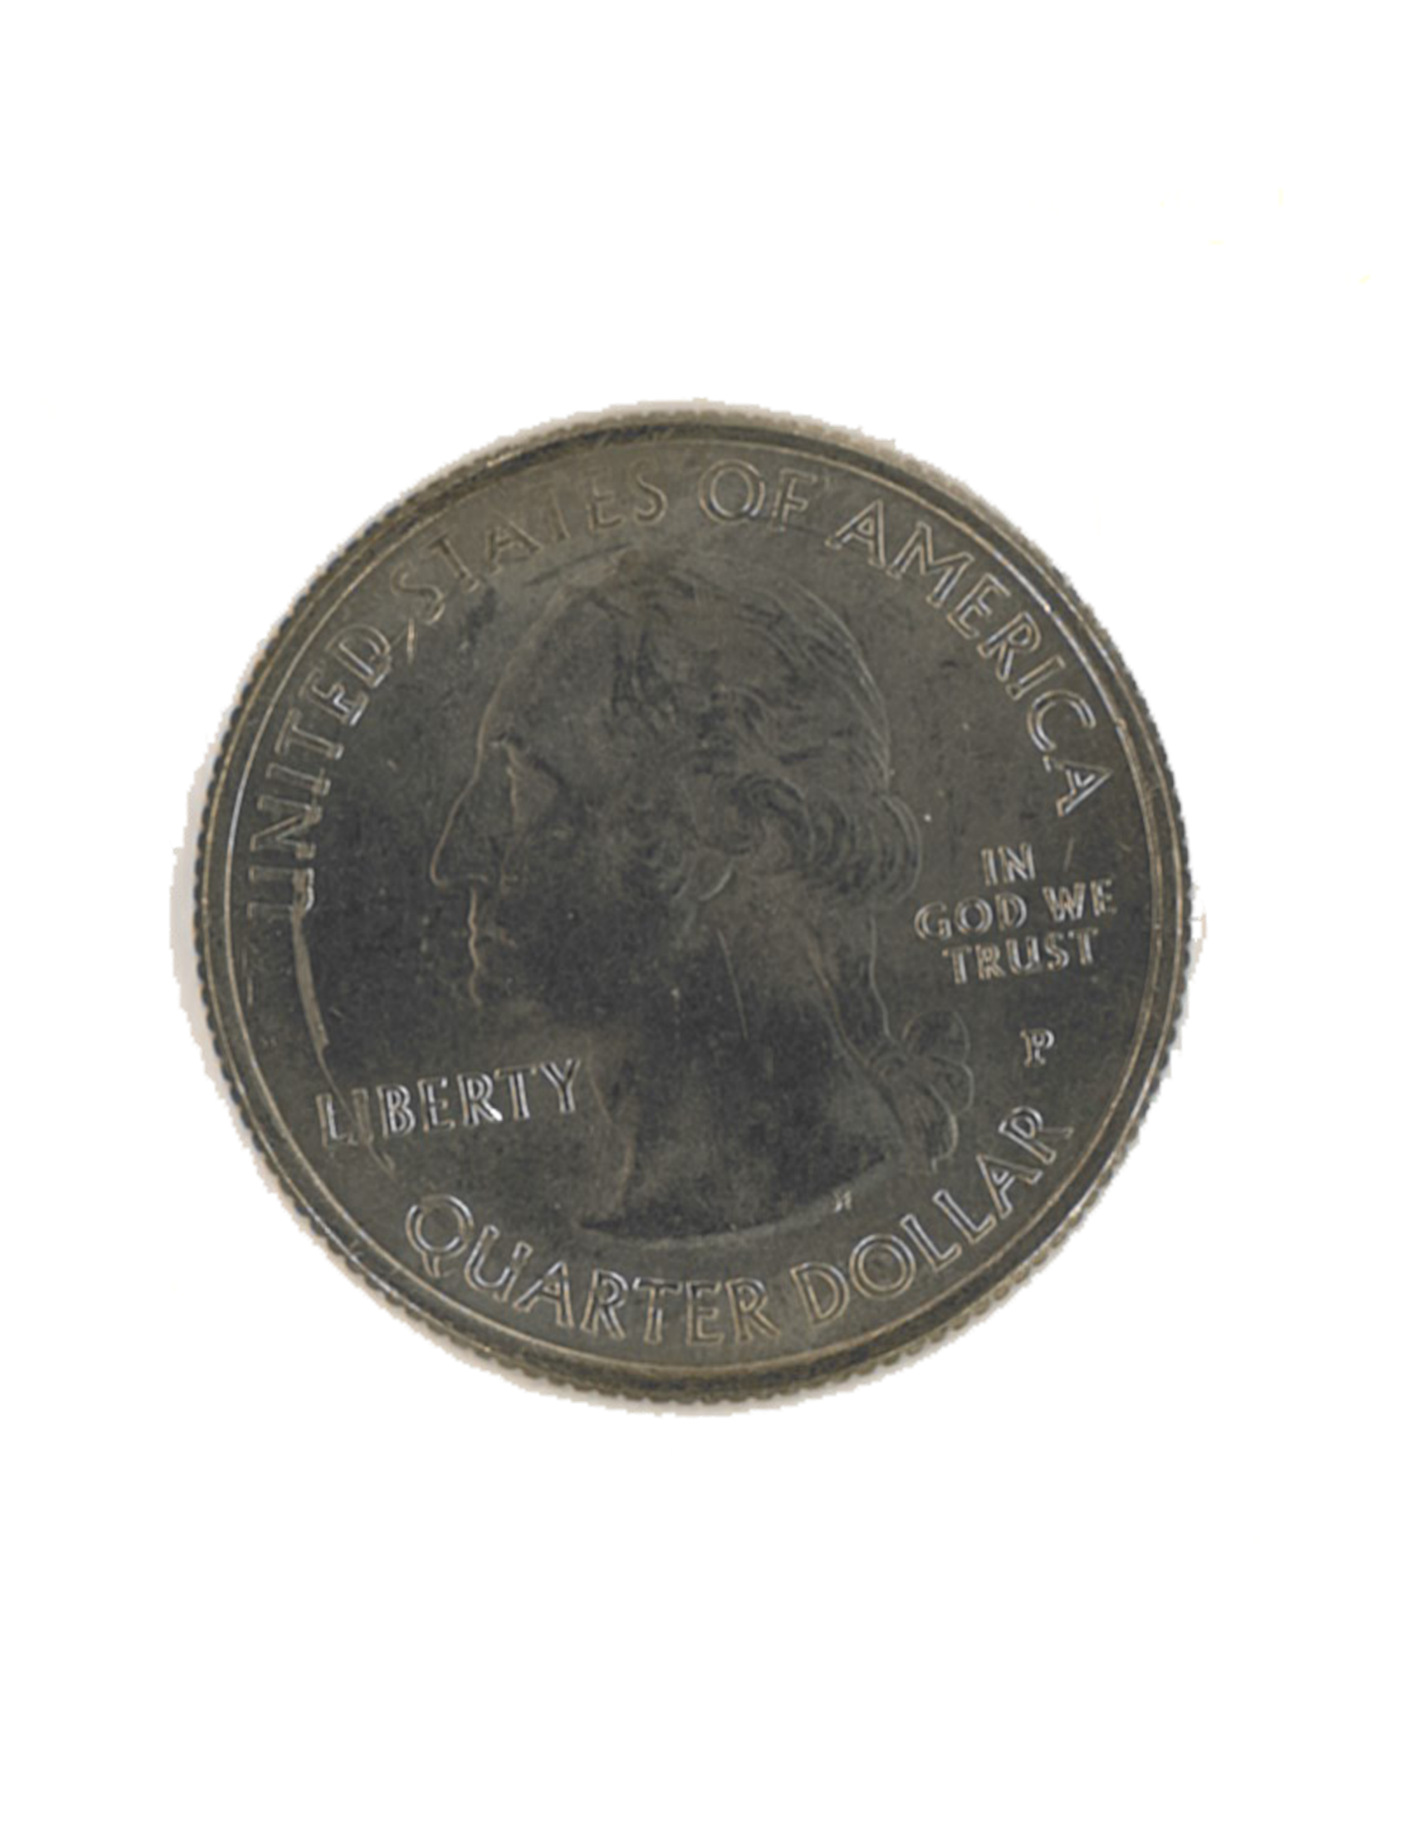 UNITED STATES OF AMERICA
IN
GOD WE
TRUST
P
LIBERTY
QUARTER DOLLAR